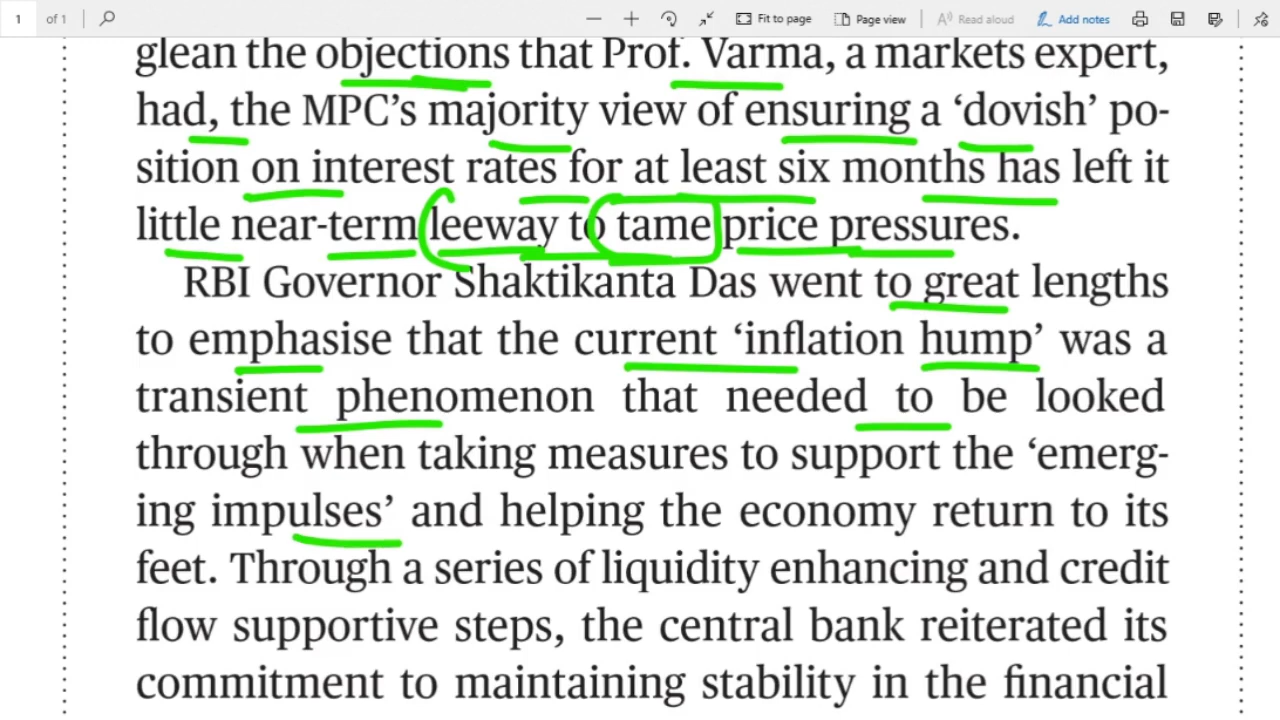 1 of 1 Fit to page Page view Read aloud Add notes
glean the objections that Prof. Varma, a markets expert,
had, the MPC’s majority view of ensuring a ‘dovish’ po-
sition on interest rates for at least six months has left it
little near-term leeway to tame price pressures.
RBI Governor Shaktikanta Das went to great lengths
to emphasise that the current ‘inflation hump’ was a
transient phenomenon that needed to be looked
through when taking measures to support the ‘emerg-
ing impulses’ and helping the economy return to its
feet. Through a series of liquidity enhancing and credit
flow supportive steps, the central bank reiterated its
commitment to maintaining stability in the financial